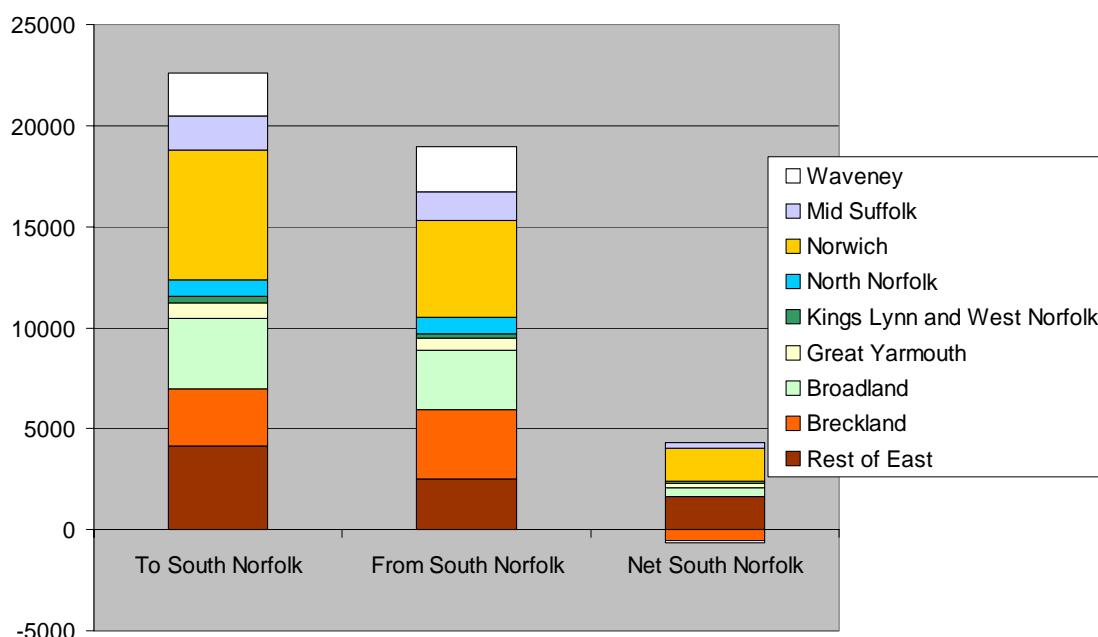 25000
20000
15000
10000
5000
0
-5000
To South Norfolk
From South Norfolk
Net South Norfolk
Waveney
Mid Suffolk
Norwich
North Norfolk
Kings Lynn and West Norfolk
Great Yarmouth
Broadland
Breckland
Rest of East